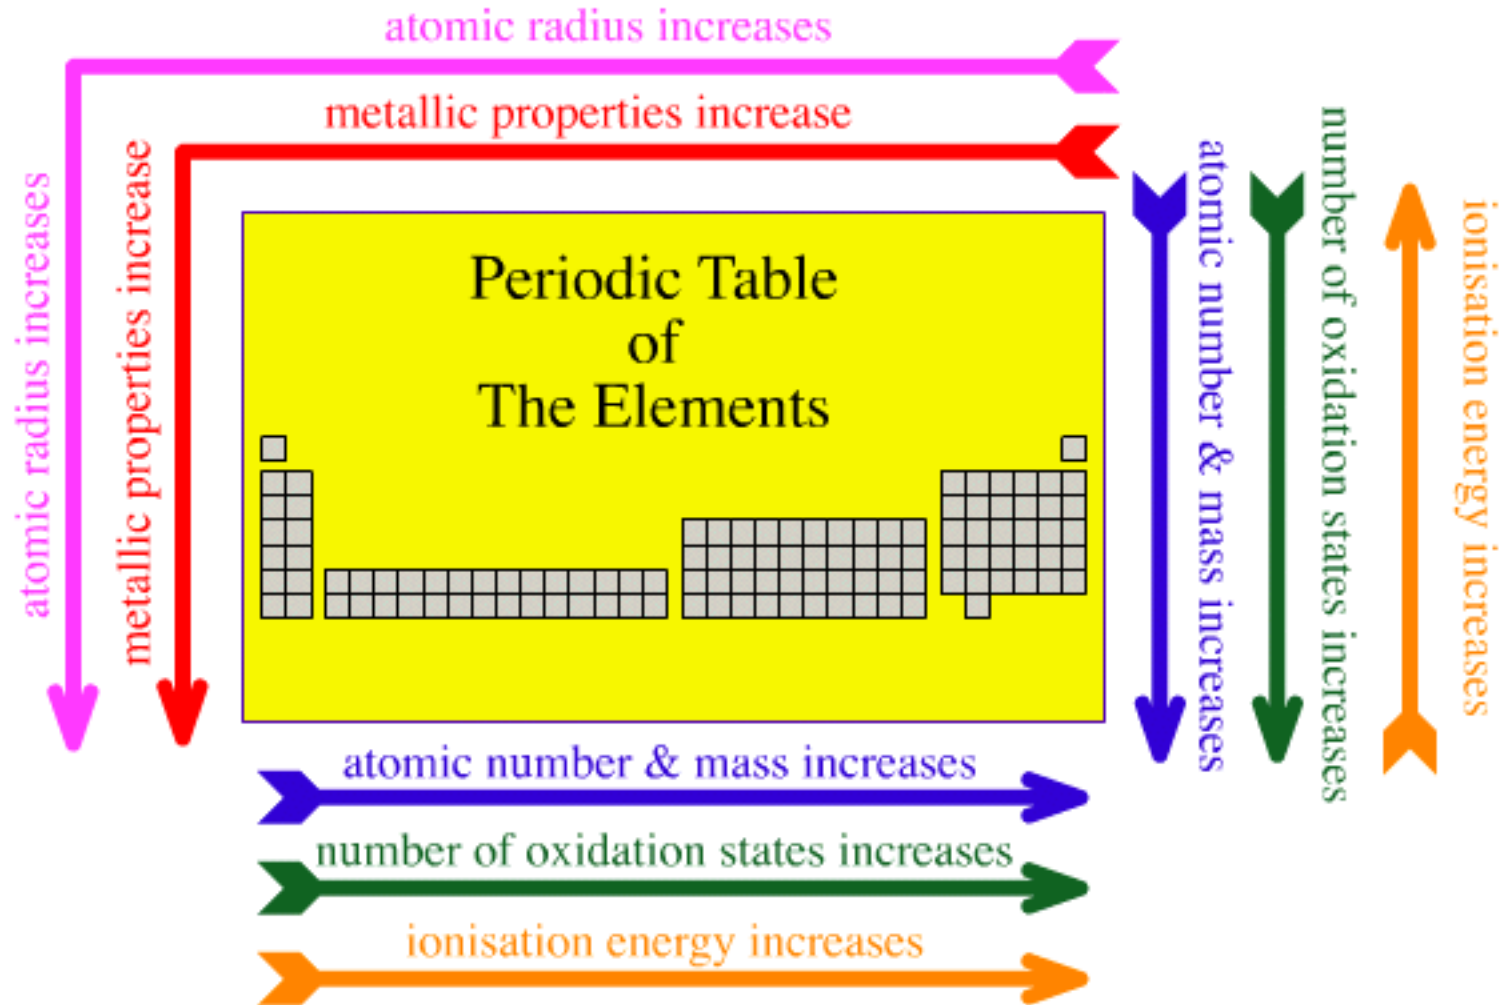 atomic radius increases
metallic properties increase
atomic radius increases
metallic properties increase
Periodic Table
of
The Elements
atomic number & mass increases
number of oxidation states increases
ionisation energy increases
atomic number & mass increases
number of oxidation states increases
ionisation energy increases